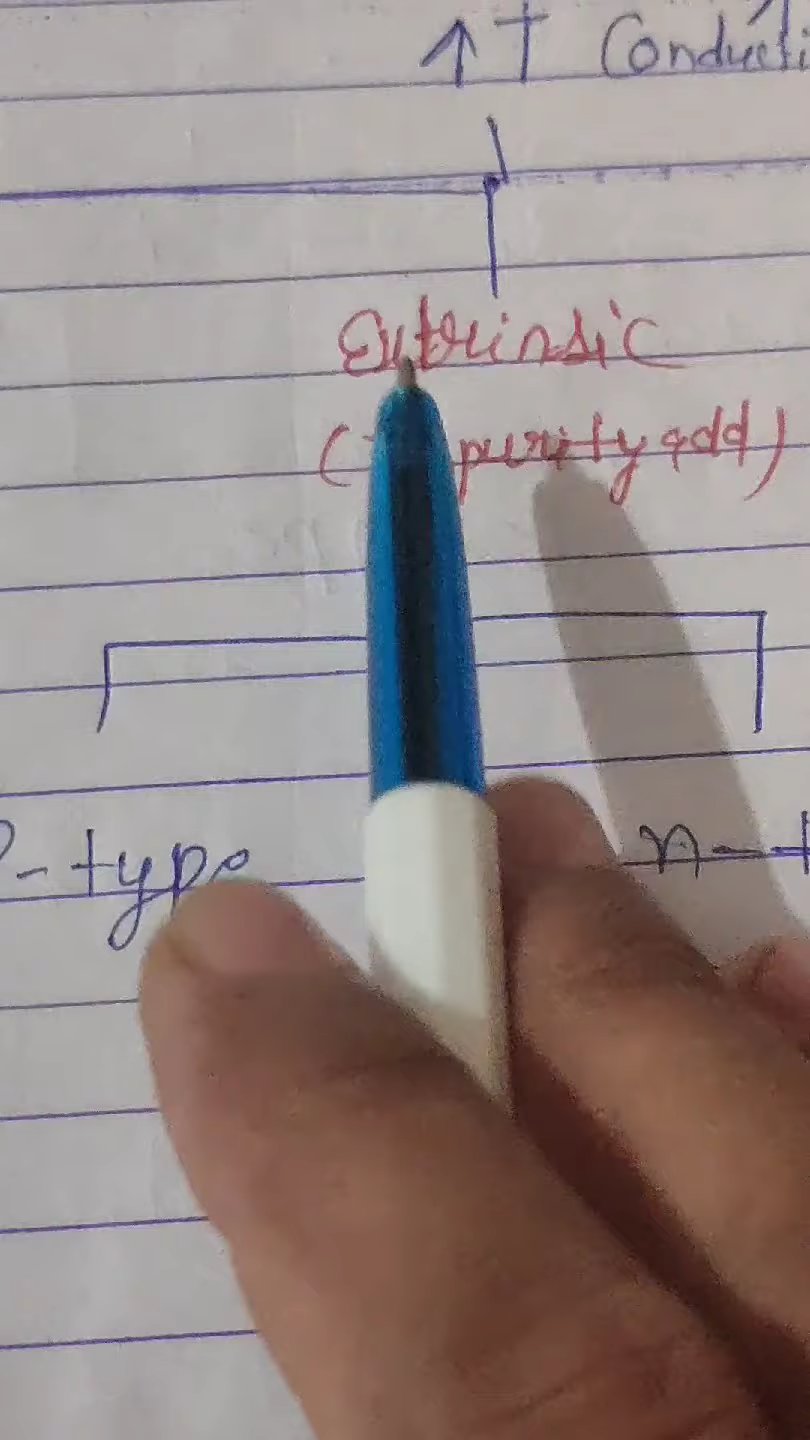 ↑ T Conducti
Extrinsic
( purity add)
P-type n-t